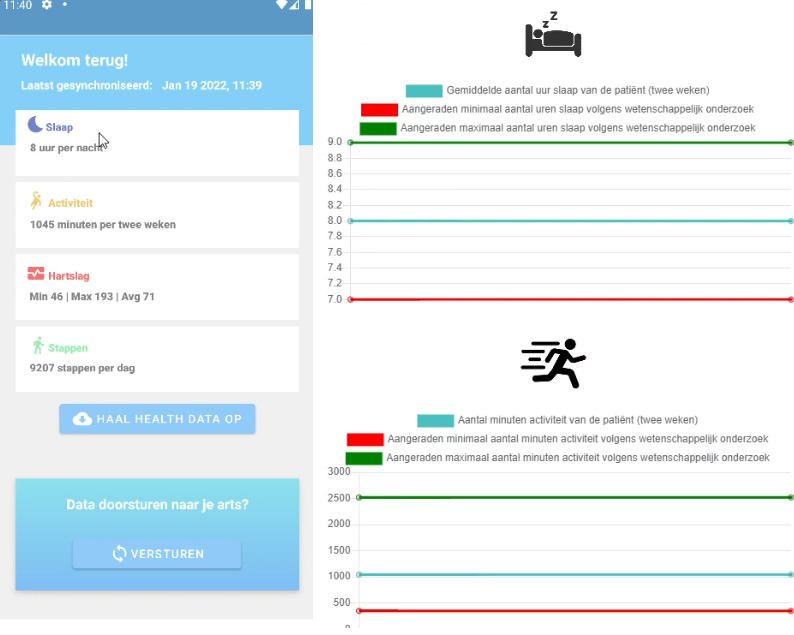 11:40
Welkom terug!
Laatst gesynchroniseerd: Jan 19 2022, 11:39
Slaap
8 uur per nacht
Activiteit
1045 minuten per twee weken
Hartslag
Min 46 | Max 193 | Avg 71
Stappen
9207 stappen per dag
HAAL HEALTH DATA OP
Data doorsturen naar je arts?
VERSTUREN
z z Z
Gemiddelde aantal uur slaap van de patiënt (twee weken)
Aangeraden minimaal aantal uren slaap volgens wetenschappelijk onderzoek
Aangeraden maximaal aantal uren slaap volgens wetenschappelijk onderzoek
9.0
8.8
8.6
8.4
8.2
8.0
7.8
7.6
7.4
7.2
7.0
Aantal minuten activiteit van de patiënt (twee weken)
Aangeraden minimaal aantal minuten activiteit volgens wetenschappelijk onderzoek
Aangeraden maximaal aantal minuten activiteit volgens wetenschappelijk onderzoek
3000
2500
2000
1500
1000
500